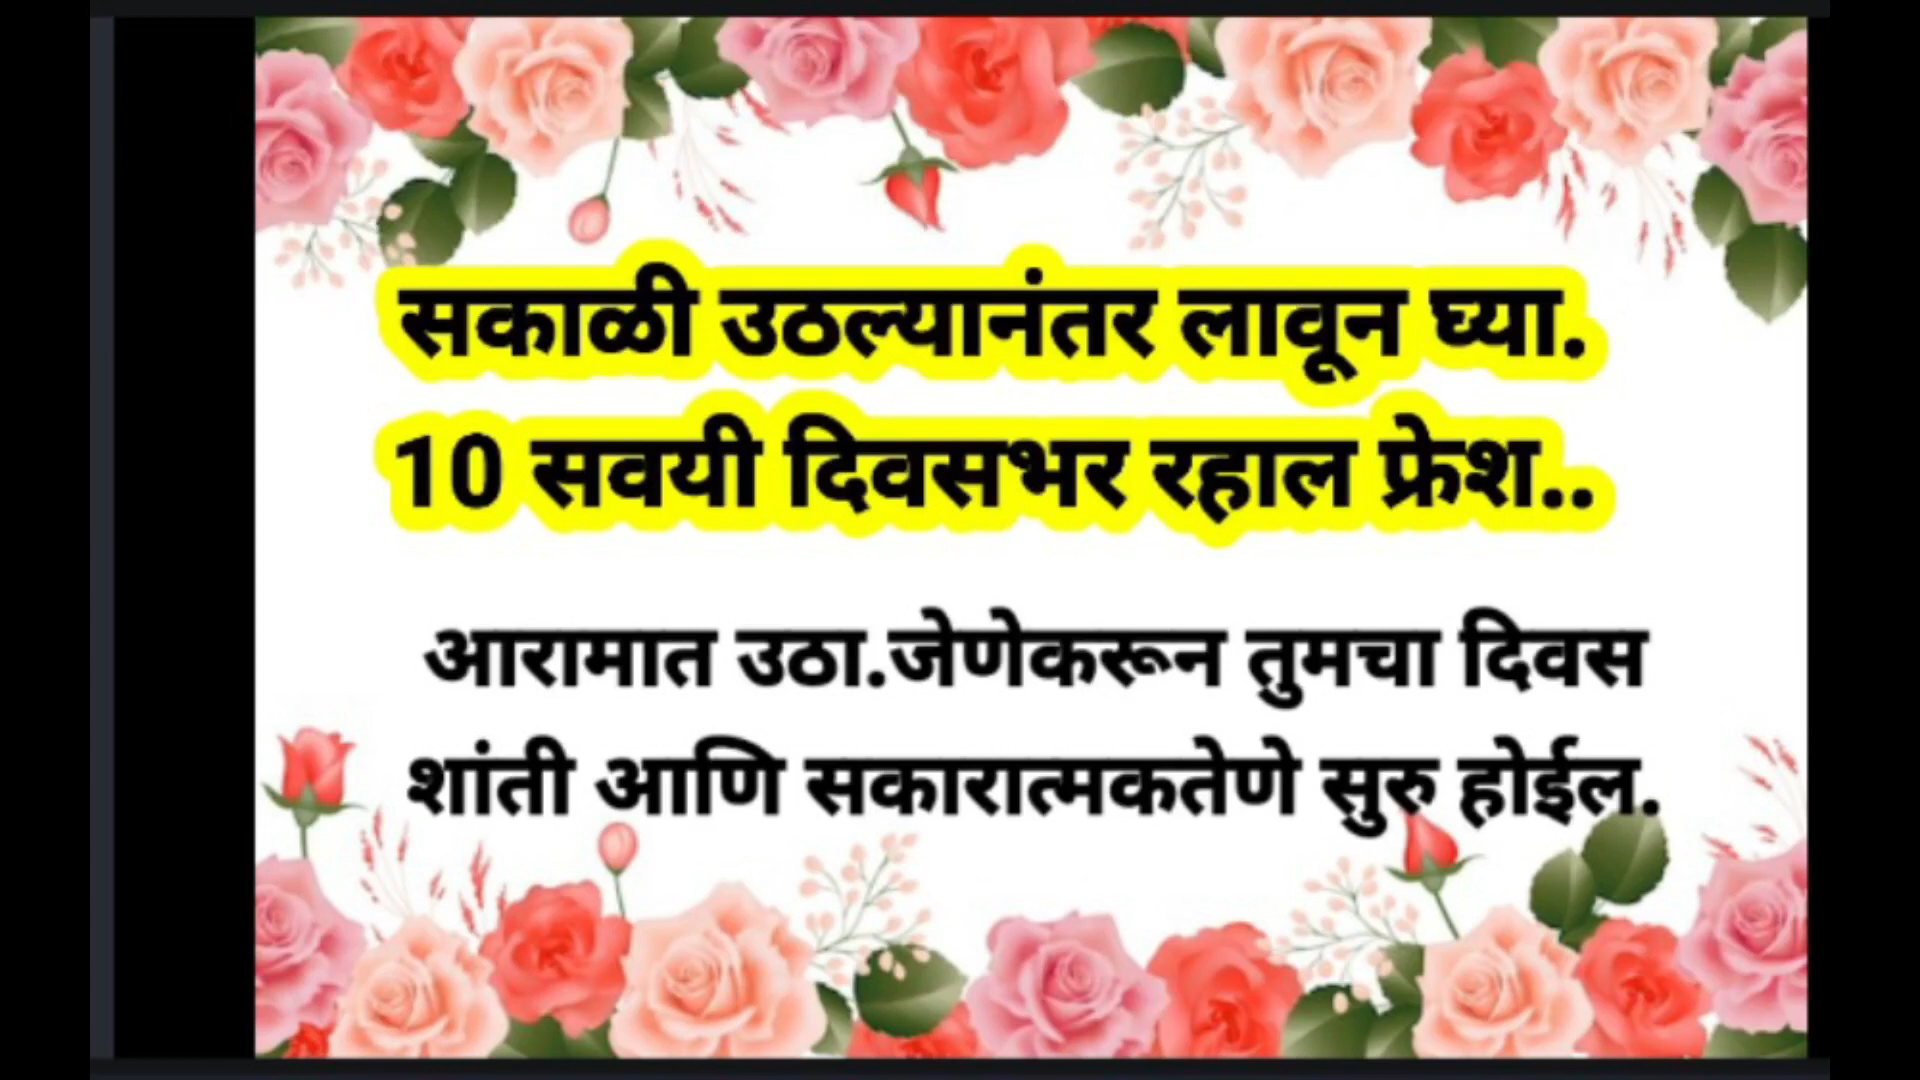 सकाळी उठल्यानंतर लावून घ्या.
10 सवयी दिवसभर रहाल फ्रेश..
आरामात उठा.जेणेकरून तुमचा दिवस
शांती आणि सकारात्मकतेणे सुरु होईल.